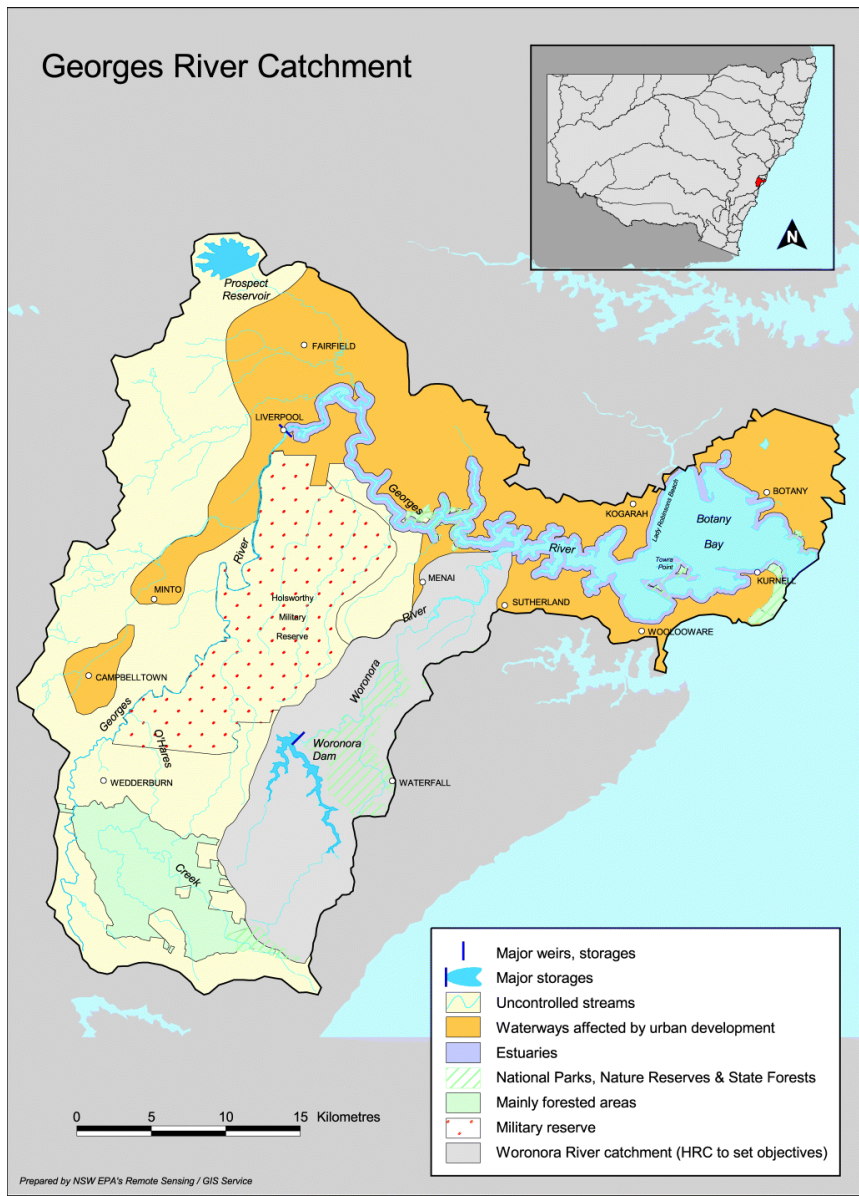 Georges River Catchment
N
Prospect
Reservoir
FAIRFIELD
LIVERPOOL
Georges
River
KOGARAH
Lady Robinsons Beach
BOTANY
Botany
Bay
Towra
Point
KURNELL
River
MENAI
MINTO
Holsworthy
Military
Reserve
River
SUTHERLAND
WOOLOOWARE
CAMPBELLTOWN
Woronora
Georges
O'Hares
Woronora
Dam
WEDDERBURN
WATERFALL
Creek
Major weirs, storages
Major storages
Uncontrolled streams
Waterways affected by urban development
Estuaries
National Parks, Nature Reserves & State Forests
Mainly forested areas
Military reserve
Woronora River catchment (HRC to set objectives)
0 5 10 15 Kilometres
Prepared by NSW EPA's Remote Sensing / GIS Service